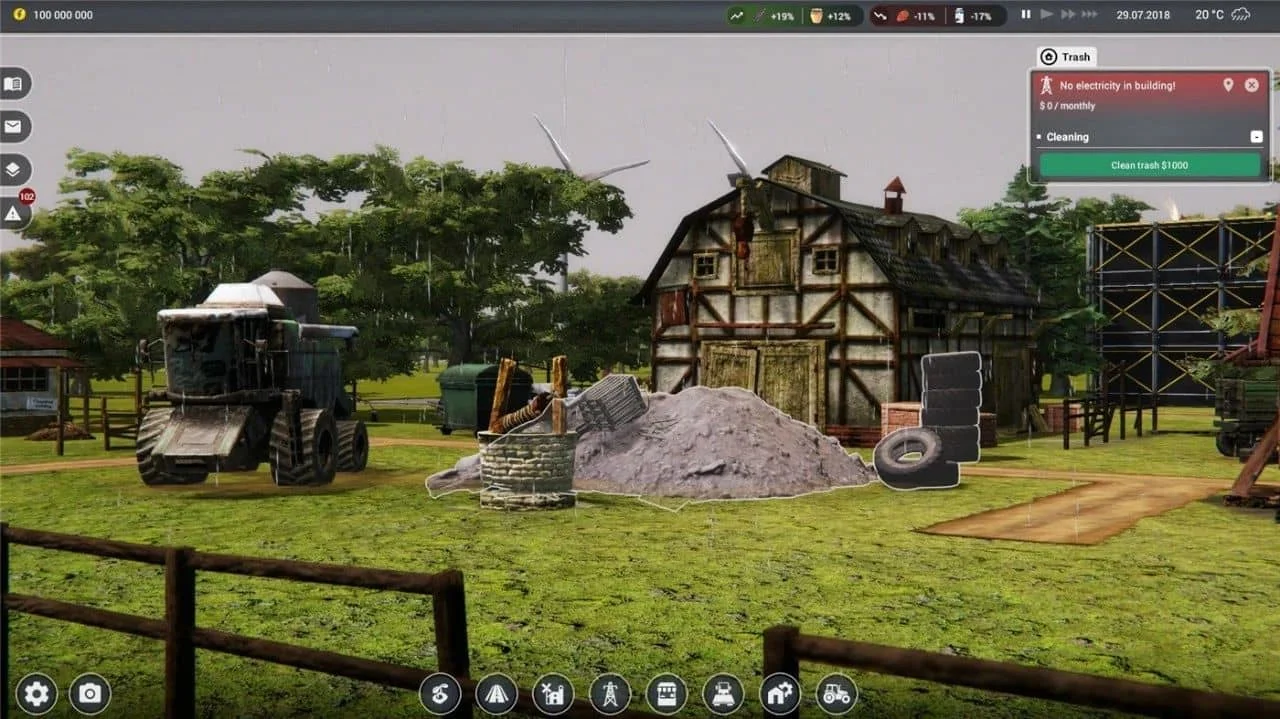 100 000 000
+19%
+12%
-11%
-17%
29.07.2018
20 °C
Trash
No electricity in building!
$ 0 / monthly
Cleaning
Clean trash $1000
102